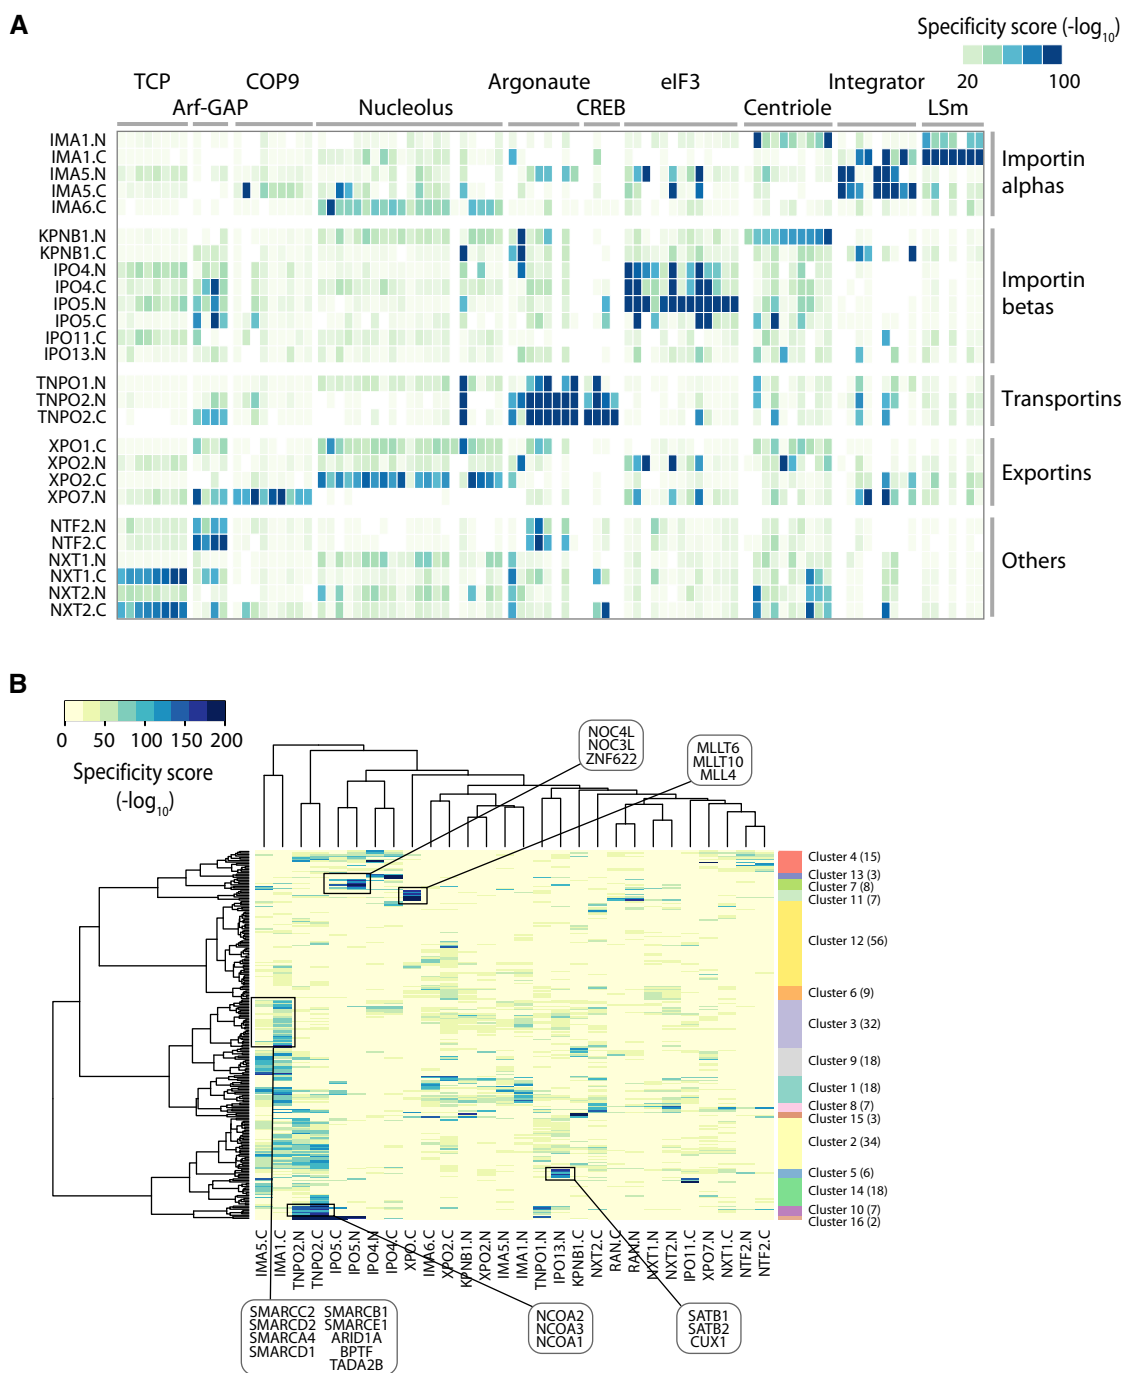 A
Specificity score (-log10)
20 100
TCP COP9 Argonaute eIF3 Integrator
Arf-GAP Nucleolus CREB Centriole LSm
IMA1.N
IMA1.C
IMA5.N
IMA5.C
IMA6.C
Importin
alphas
KPNB1.N
KPNB1.C
IPO4.N
IPO4.C
IPO5.N
IPO5.C
IPO11.C
IPO13.N
Importin
betas
TNPO1.N
TNPO2.N
TNPO2.C
Transportins
XPO1.C
XPO2.N
XPO2.C
XPO7.N
Exportins
NTF2.N
NTF2.C
NXT1.N
NXT1.C
NXT2.N
NXT2.C
Others
B
0 50 100 150 200
Specificity score
(-log10)
NOC4L
NOC3L
ZNF622
MLLT6
MLLT10
MLL4
Cluster 4 (15)
Cluster 13 (3)
Cluster 7 (8)
Cluster 11 (7)
Cluster 12 (56)
Cluster 6 (9)
Cluster 3 (32)
Cluster 9 (18)
Cluster 1 (18)
Cluster 8 (7)
Cluster 15 (3)
Cluster 2 (34)
Cluster 5 (6)
Cluster 14 (18)
Cluster 10 (7)
Cluster 16 (2)
IMA5.C
IMA1.C
TNPO2.N
TNPO2.C
IPO5.C
IPO5.N
IPO4.N
IPO4.C
XPO.C
IMA6.C
XPO2.C
KPNB1.N
XPO2.N
IMA5.N
IMA1.N
TNPO1.N
IPO13.N
KPNB1.C
NXT2.C
RAN.C
RAN.N
NXT1.N
NXT2.N
IPO11.C
XPO7.N
NXT1.C
NTF2.N
NTF2.C
SMARCC2 SMARCB1
SMARCD2 SMARCE1
SMARCA4 ARID1A
SMARCD1 BPTF
TADA2B
NCOA2
NCOA3
NCOA1
SATB1
SATB2
CUX1